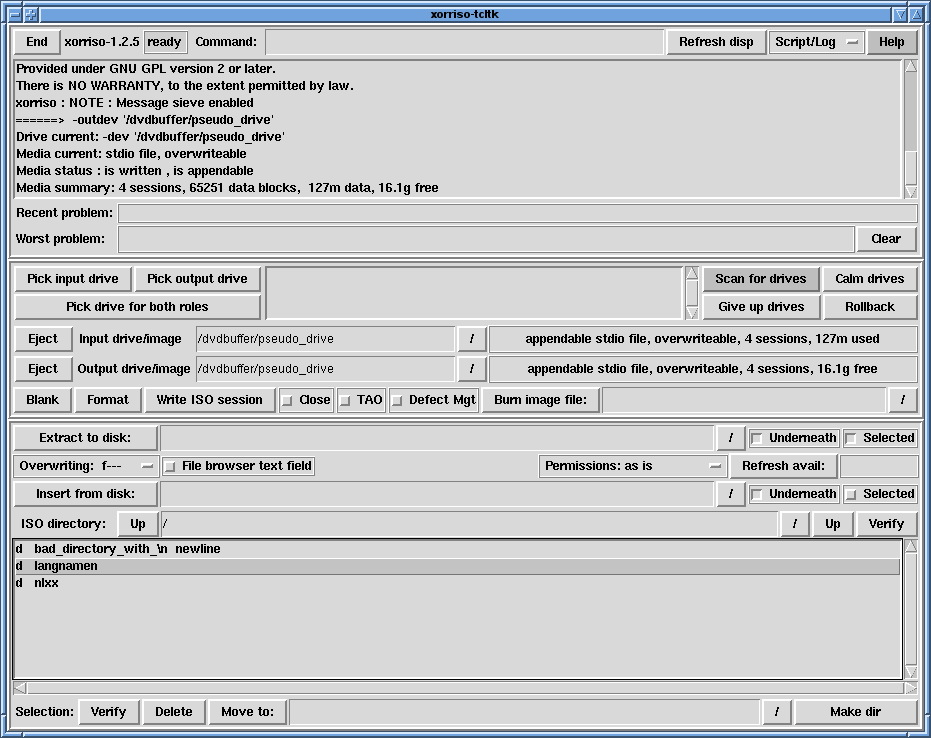 xorriso-tcltk
End xorriso-1.2.5 ready Command: Refresh disp Script/Log Help
Provided under GNU GPL version 2 or later.
There is NO WARRANTY, to the extent permitted by law.
xorriso : NOTE : Message sieve enabled
======> -outdev '/dvdbuffer/pseudo_drive'
Drive current: -dev '/dvdbuffer/pseudo_drive'
Media current: stdio file, overwriteable
Media status : is written , is appendable
Media summary: 4 sessions, 65251 data blocks,  127m data, 16.1g free
Recent problem:
Worst problem: Clear
Pick input drive Pick output drive Scan for drives Calm drives
Pick drive for both roles Give up drives Rollback
Eject Input drive/image /dvdbuffer/pseudo_drive / appendable stdio file, overwriteable, 4 sessions, 127m used
Eject Output drive/image /dvdbuffer/pseudo_drive / appendable stdio file, overwriteable, 4 sessions, 16.1g free
Blank Format Write ISO session Close TAO Defect Mgt Burn image file: /
Extract to disk: / Underneath Selected
Overwriting: f--- File browser text field Permissions: as is Refresh avail:
Insert from disk: / Underneath Selected
ISO directory: Up / / Up Verify
d bad_directory_with_\n newline
d langnamen
d nlxx
Selection: Verify Delete Move to: / Make dir